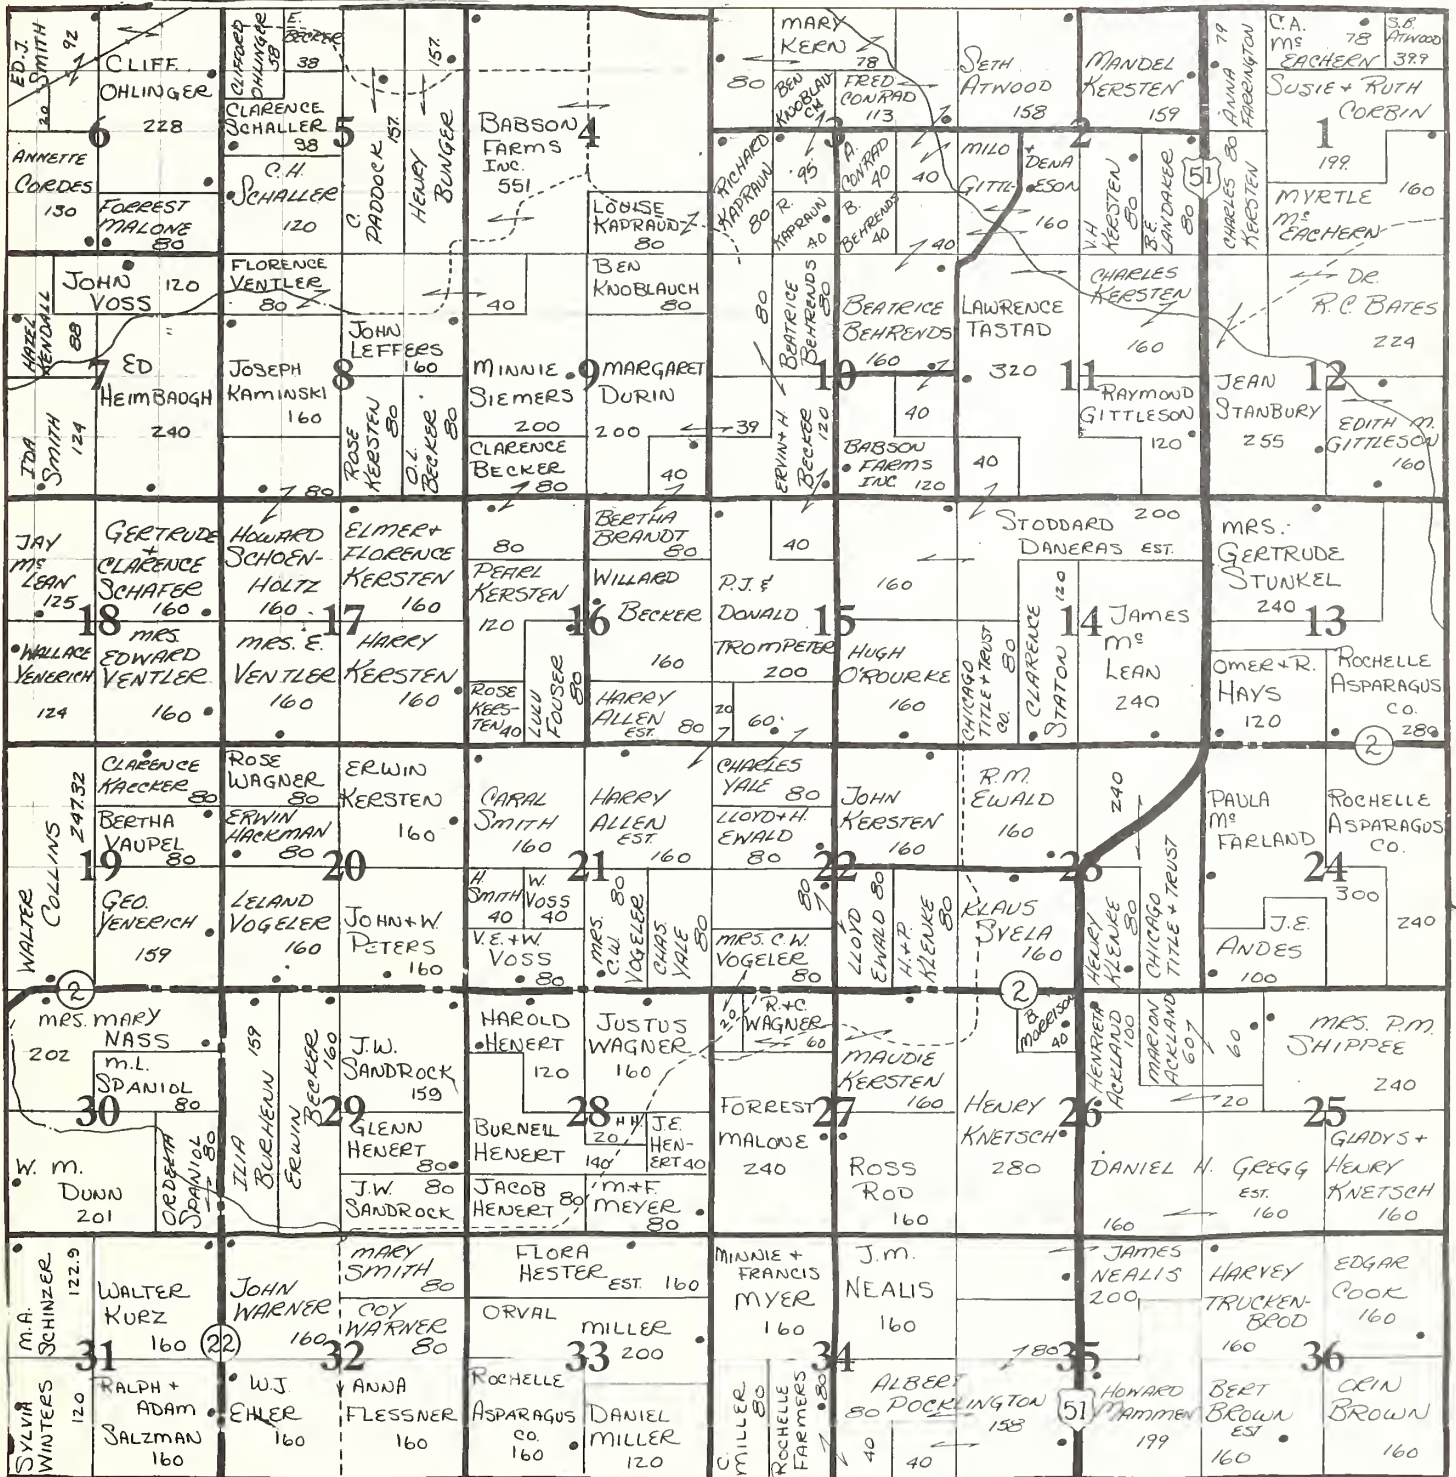 ED. J.
SMITH
92
20
CLIFF
OHLINGER
228
ANNETTE
CORDES
130
6
FORREST
MALONE
80
CLIFFORD
OHLINGER
38
E.
BECKER
38
CLARENCE
SCHALLER
98
5
C.H.
SCHALLER
120
C.
PADDOCK
157.
HENRY
BUNGER
157.
BABSON
FARMS
INC.
551
4
LOUISE
KAPRAUN
80
MARY
KERN
78
80
BEN
KNOBLAUCH
95
FRED
CONRAD
113
3
RICHARD
KAPRAUN
80
R.
KAPRAUN
40
A.
CONRAD
40
40
B.
BEHRENDS
40
40
SETH
ATWOOD
158
MANDEL
KERSTEN
159
2
MILO +
DENA
GITTLESON
160
V.H.
KERSTEN
80
B.E.
LANDAKER
80
51
ANNA
FARRINGTON
79
C.A.
Mc
EACHERN
78
S.B.
ATWOOD
39.9
SUSIE + RUTH
CORBIN
1
199.
CHARLES
KERSTEN
80
MYRTLE
Mc
EACHERN
160
JOHN
VOSS
120
HAZEL
KENDALL
88
7
ED
HEIMBAUGH
240
IDA
SMITH
124
FLORENCE
VENTLER
80
JOSEPH
KAMINSKI
160
8
JOHN
LEFFERS
160
ROSE
KERSTEN
80
O.L.
BECKER
80
80
40
BEN
KNOBLAUCH
80
MINNIE
SIEMERS
200
9
MARGARET
DURIN
200
CLARENCE
BECKER
80
40
80
BEATRICE
BEHRENDS
80
BEATRICE
BEHRENDS
160
10
39
ERVIN + H.
BECKER
120
40
BABSON
FARMS
INC 120
LAWRENCE
TASTAD
320
40
CHARLES
KERSTEN
160
11
RAYMOND
GITTLESON
120
DR.
R.C. BATES
224
JEAN
STANBURY
255
12
EDITH M.
GITTLESON
160
JAY
Mc
LEAN
125
GERTRUDE
+
CLARENCE
SCHAFER
160
18
WALLACE
YENERICH
124
MRS.
EDWARD
VENTLER
160
HOWARD
SCHOEN-
HOLTZ
160
ELMER +
FLORENCE
KERSTEN
160
17
MRS. E.
VENTLER
160
HARRY
KERSTEN
160
80
PEARL
KERSTEN
120
BERTHA
BRANDT
80
WILLARD
BECKER
160
16
ROSE
KERS-
TEN 40
LULU
FOUSER
80
HARRY
ALLEN
EST.
80
40
P.J. &
DONALD
TROMPETER
200
15
160
HUGH
O'ROURKE
160
20
60
STODDARD 200
DANERAS EST.
CLARENCE
STATON
120
14
JAMES
Mc
LEAN
240
CHICAGO
TITLE + TRUST
CO. 80
MRS.
GERTRUDE
STUNKEL
240
13
OMER + R.
HAYS
120
ROCHELLE
ASPARAGUS
CO.
280
2
WALTER
COLLINS
247.32
CLARENCE
KAECKER
80
BERTHA
VAUPEL
80
19
GEO.
YENERICH
159
ROSE
WAGNER
80
ERWIN
HACKMAN
80
ERWIN
KERSTEN
160
20
LELAND
VOGELER
160
JOHN + W.
PETERS
160
CARAL
SMITH
160
HARRY
ALLEN
EST.
160
21
H.
SMITH
40
W.
VOSS
40
V.E. + W.
VOSS
80
MRS.
C.W.
VOGELER
80
CHAS.
YALE
80
CHARLES
YALE 80
LLOYD + H.
EWALD
80
JOHN
KERSTEN
160
22
80
MRS. C.W.
VOGELER
80
LLOYD
EWALD 80
H. + P.
KLENKE
80
R.M.
EWALD
160
240
23
KLAUS
SVELA
160
HENRY
KLENKE
80
CHICAGO
TITLE + TRUST
PAULA
Mc
FARLAND
ROCHELLE
ASPARAGUS
CO.
24
300
J.E.
ANDES
100
240
2
MRS. MARY
NASS
202
M.L.
SPANIOL
80
30
W. M.
DUNN
201
SPANIOL
80
ILIA
BURHENN
159
ERWIN
BECKER
160
J.W.
SANDROCK
159
29
GLENN
HENERT
80
J.W. 80
SANDROCK
HAROLD
HENERT
120
JUSTUS
WAGNER
160
28
BURNELL
HENERT
140
20
H H
J.E.
HEN-
ERT 40
JACOB
HENERT
80
M. + F.
MEYER
80
20
R. + C.
WAGNER
60
MAUDIE
KERSTEN
160
FORREST
MALONE
240
27
ROSS
ROD
160
2
B.
MORRISON
40
HENRY
KNETSCH
280
26
HENRIETA
ACKLAND
100
MARION
ACKLAND
60
60
20
MRS. P.M.
SHIPPEE
240
25
DANIEL H. GREGG
EST.
160
160
GLADYS +
HENRY
KNETSCH
160
M.A.
SCHINZER
122.9
WALTER
KURZ
160
31
22
SYLVIA
WINTERS
120
RALPH +
ADAM
SALZMAN
160
JOHN
WARNER
160
MARY
SMITH
80
COY
WARNER
80
32
W.J.
EHLER
160
ANNA
FLESSNER
160
FLORA
HESTER
EST. 160
ORVAL
MILLER
200
33
ROCHELLE
ASPARAGUS
CO.
160
DANIEL
MILLER
120
MINNIE +
FRANCIS
MYER
160
J.M.
NEALIS
160
34
C.
MILLER
80
ROCHELLE
FARMERS
80
ALBERT
POCKLINGTON
158
80
40
40
JAMES
NEALIS
200
80
35
51
HOWARD
MAMMEN
199
HARVEY
TRUCKEN-
BROD
160
EDGAR
COOK
160
36
BERT
BROWN
EST
160
ORIN
BROWN
160